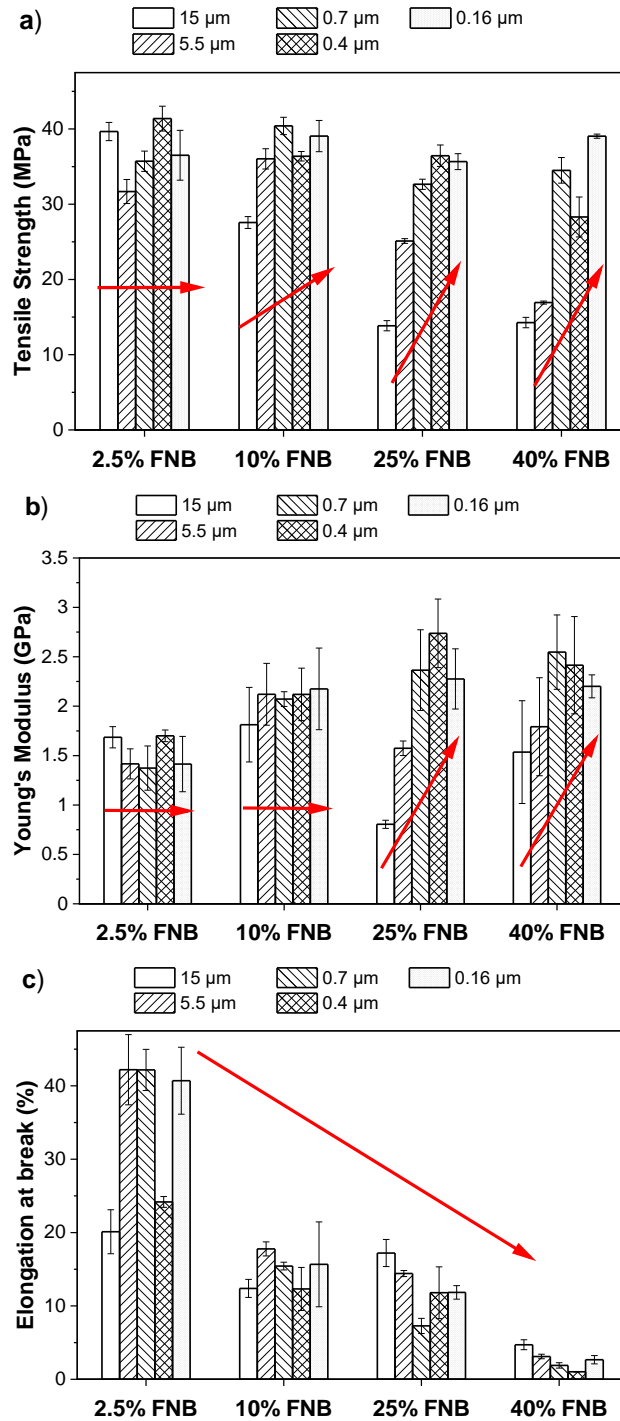 a)
15 µm 0.7 µm 0.16 µm
5.5 µm 0.4 µm
Tensile Strength (MPa)
50
40
30
20
10
0
2.5% FNB 10% FNB 25% FNB 40% FNB
b)
15 µm 0.7 µm 0.16 µm
5.5 µm 0.4 µm
Young's Modulus (GPa)
3.5
3
2.5
2
1.5
1
0.5
0
2.5% FNB 10% FNB 25% FNB 40% FNB
c)
15 µm 0.7 µm 0.16 µm
5.5 µm 0.4 µm
Elongation at break (%)
40
30
20
10
0
2.5% FNB 10% FNB 25% FNB 40% FNB